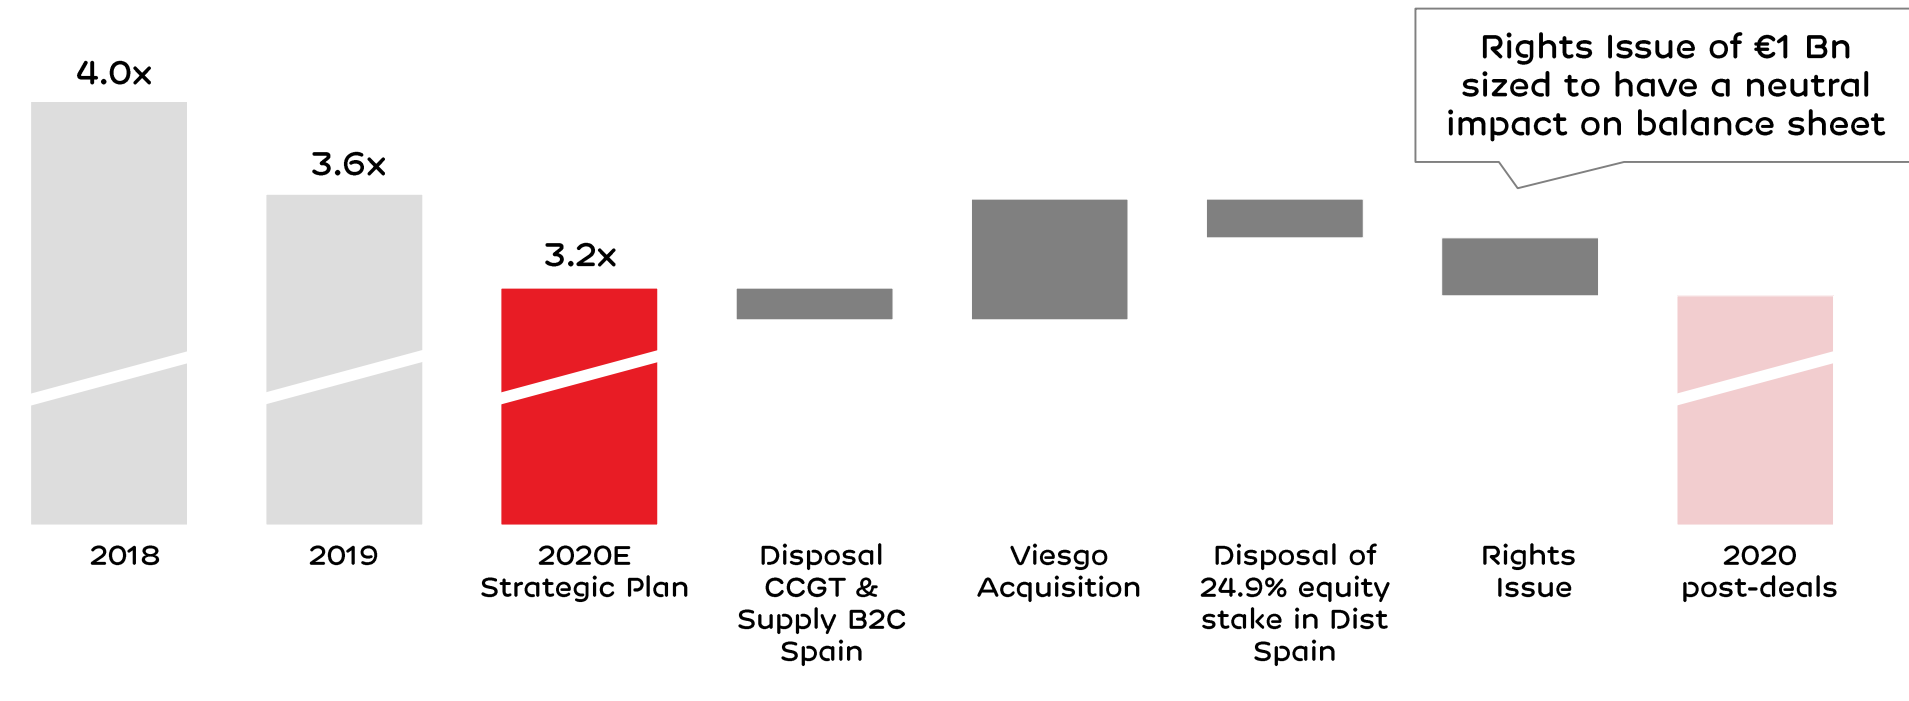 Rights Issue of €1 Bn
sized to have a neutral
impact on balance sheet
4.0x
3.6x
3.2x
2018
2019
2020E
Strategic Plan
Disposal
CCGT &
Supply B2C
Spain
Viesgo
Acquisition
Disposal of
24.9% equity
stake in Dist
Spain
Rights
Issue
2020
post-deals